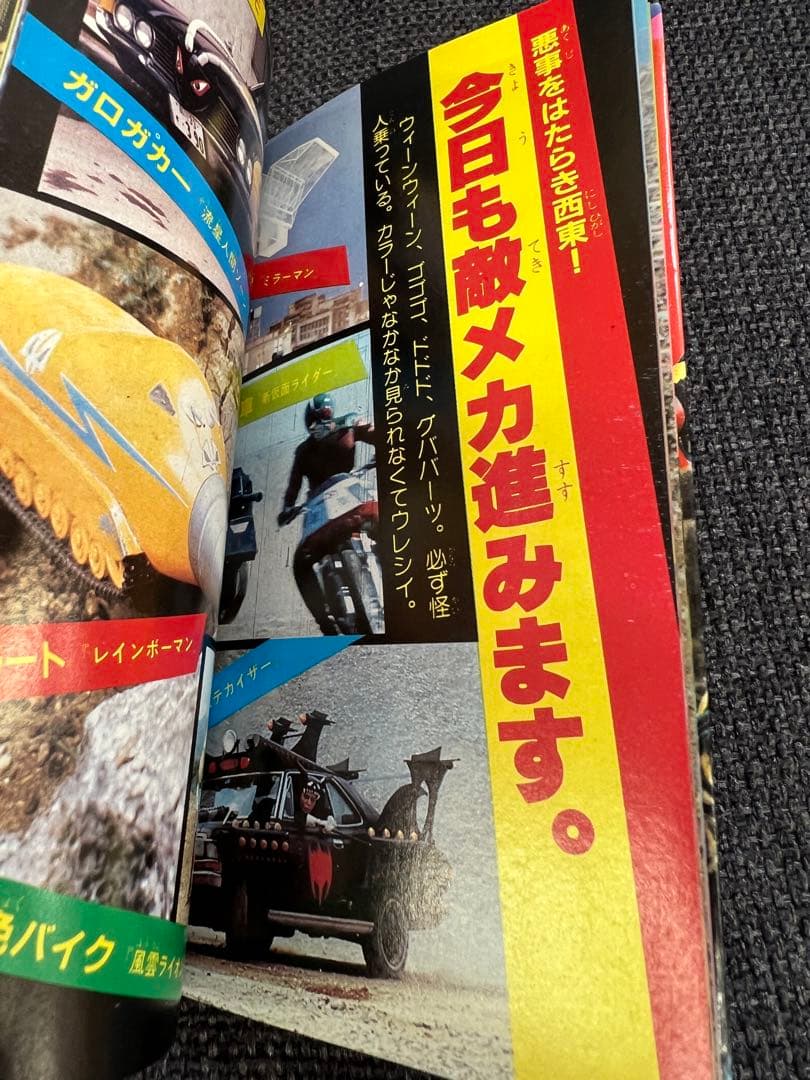 悪事をはたらき西東!
今日も敵メカ進みます。
ウィーンウィーン、ゴゴゴ、ドドド、グババーッ。必ず怪
人乗っている。カラーじゃなかなか見られなくてウレシイ。
ミラーマン
新仮面ライダー
テカイザー
ガロガカー 『流星人間
ート 『レインボーマン
色バイク 『風雲ライオ